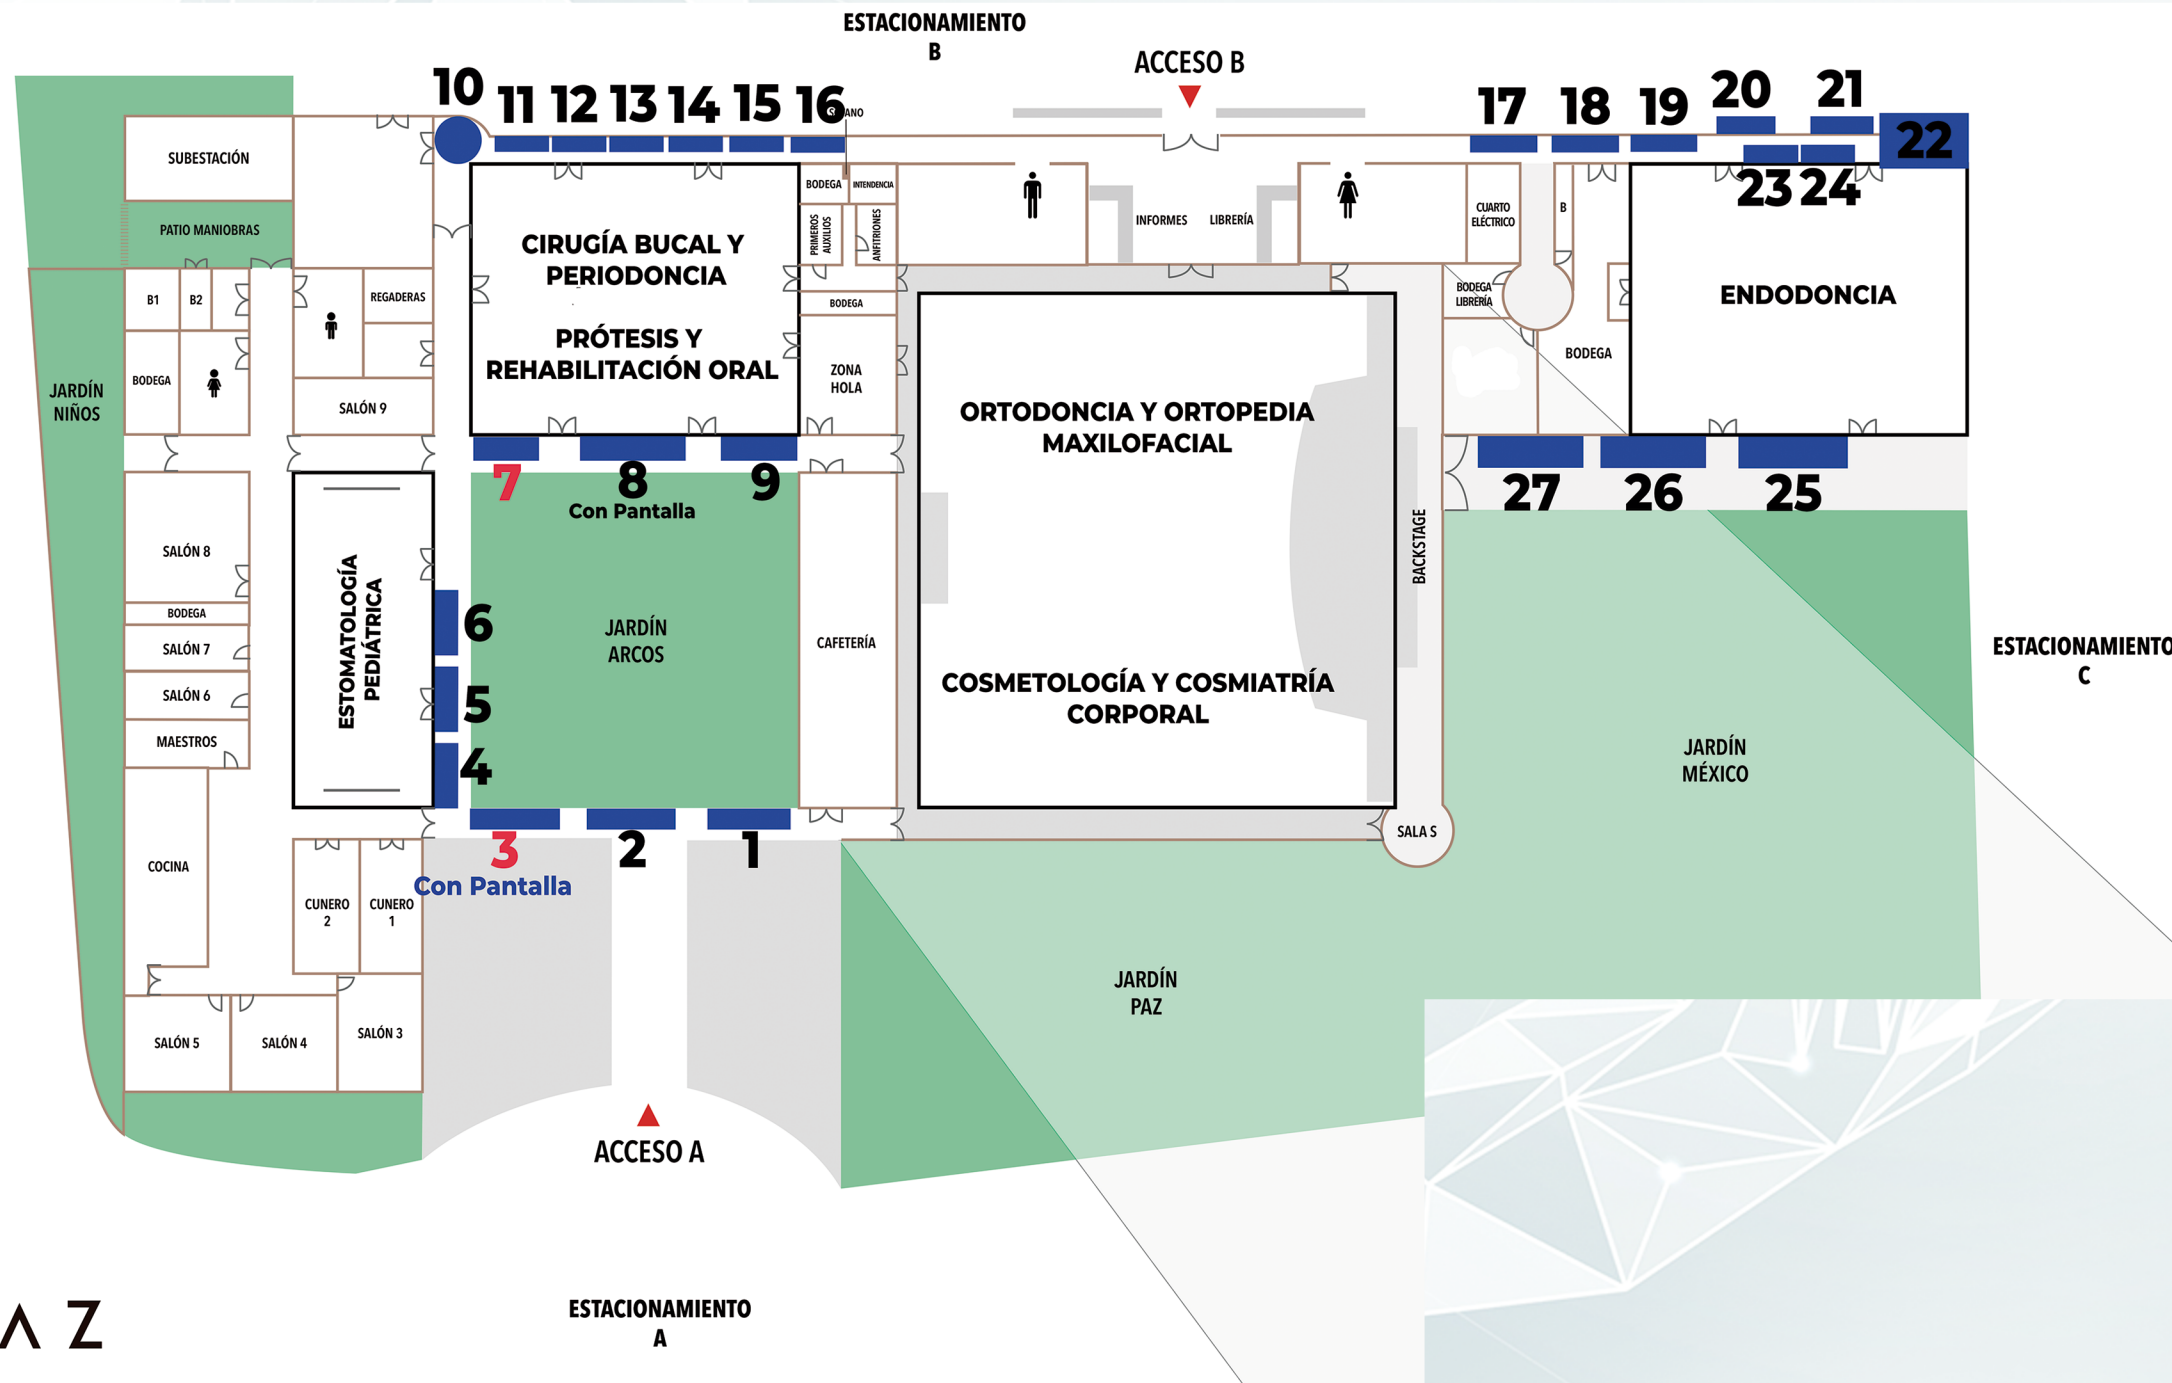 ESTACIONAMIENTO
B
ACCESO B
10
11
12
13
14
15
16
17
18
19
20
21
22
23
24
SUBESTACIÓN
PATIO MANIOBRAS
B1
B2
BODEGA
REGADERAS
SALÓN 9
JARDÍN
NIÑOS
CIRUGÍA BUCAL Y
PERIODONCIA
PRÓTESIS Y
REHABILITACIÓN ORAL
BODEGA
INTENDENCIA
PRIMEROS
AUXILIOS
ANFITRIONES
BODEGA
ZONA
HOLA
INFORMES
LIBRERÍA
CUARTO
ELÉCTRICO
B
BODEGA
LIBRERÍA
BODEGA
ENDODONCIA
7
8
Con Pantalla
9
ORTODONCIA Y ORTOPEDIA
MAXILOFACIAL
COSMETOLOGÍA Y COSMIATRÍA
CORPORAL
BACKSTAGE
27
26
25
SALÓN 8
BODEGA
SALÓN 7
SALÓN 6
MAESTROS
COCINA
ESTOMATOLOGÍA
PEDIÁTRICA
6
5
4
JARDÍN
ARCOS
CAFETERÍA
3
Con Pantalla
2
1
SALA S
JARDÍN
MÉXICO
ESTACIONAMIENTO
C
CUNERO
2
CUNERO
1
SALÓN 5
SALÓN 4
SALÓN 3
JARDÍN
PAZ
ACCESO A
ESTACIONAMIENTO
A
Z